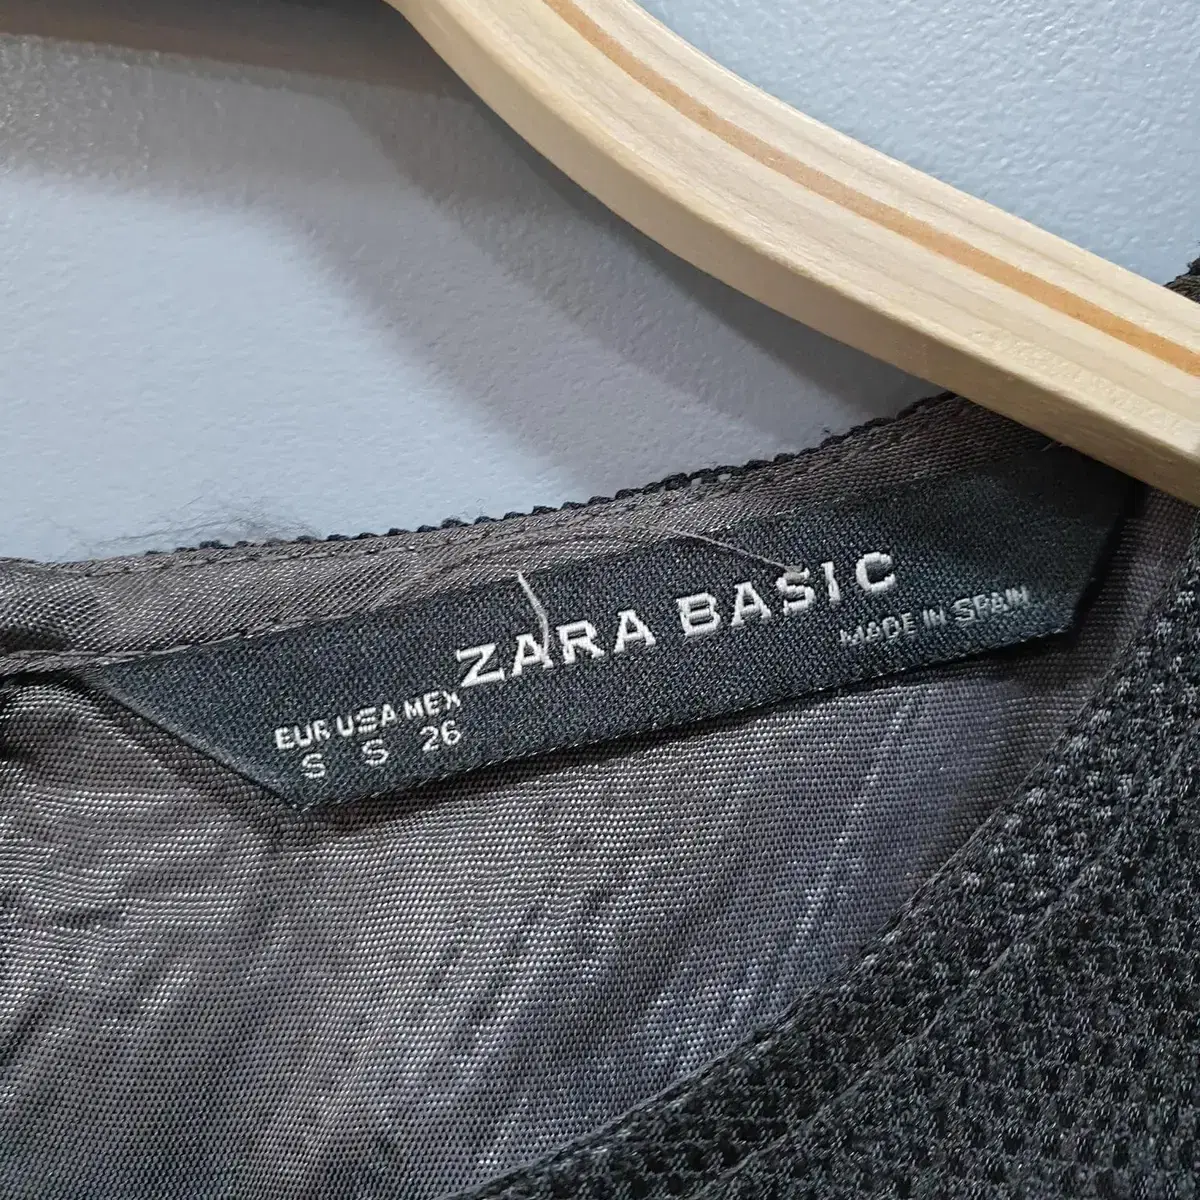 ZARA BASIC
MADE IN SPAIN
EUR USA MEX
S S 26